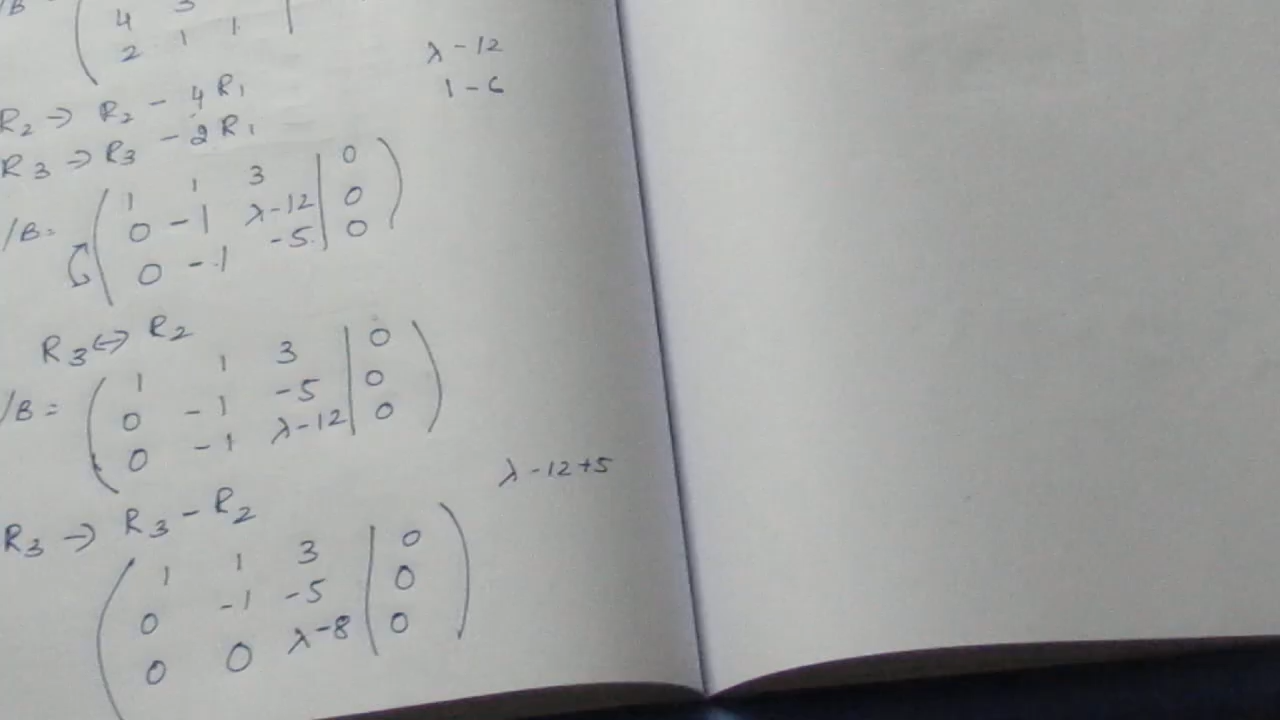 /B
4 3
2 1 1
λ-12
1-6
R2 → R2 - 4R1
R3 → R3 - 2R1
1 1 3 | 0
/B= 0 -1 λ-12 | 0
0 -1 -5 | 0
R3 ↔ R2
1 1 3 | 0
/B= 0 -1 -5 | 0
0 -1 λ-12 | 0
λ-12+5
R3 → R3 - R2
1 1 3 | 0
0 -1 -5 | 0
0 0 λ-8 | 0